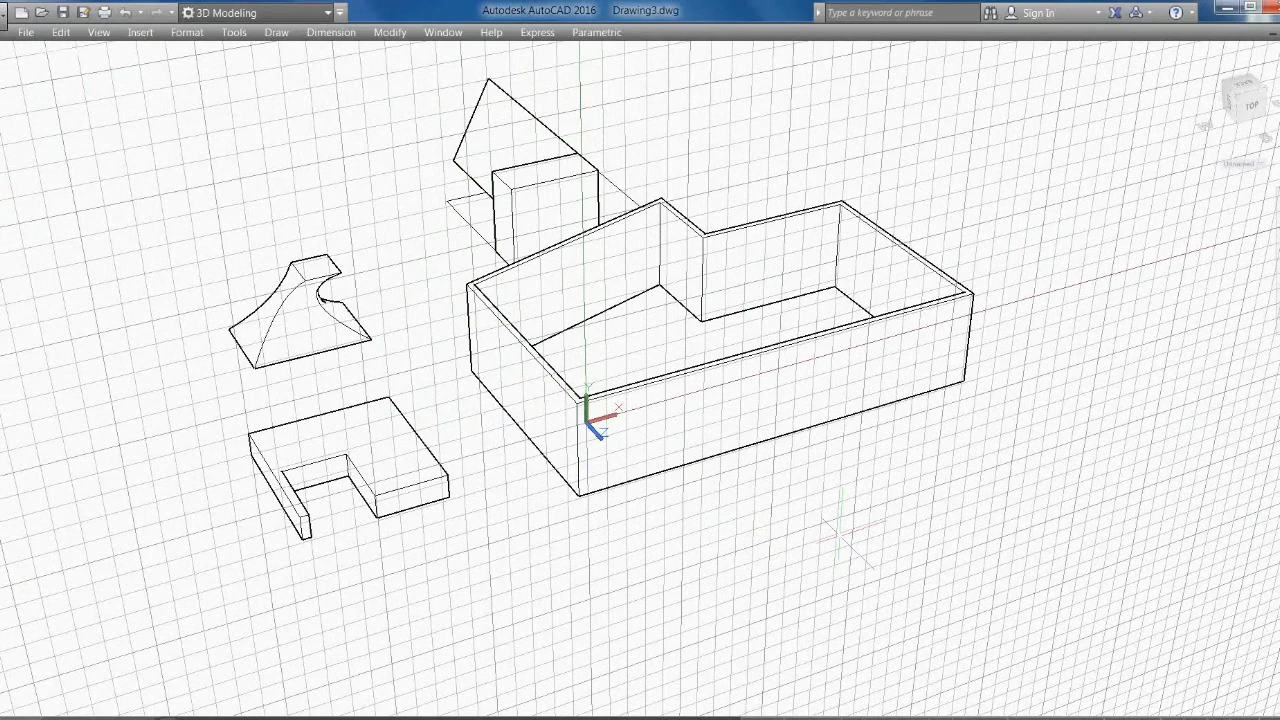 3D Modeling
Autodesk AutoCAD 2016 Drawing3.dwg
Type a keyword or phrase
Sign In
File Edit View Insert Format Tools Draw Dimension Modify Window Help Express Parametric
TOP
Unnamed
Y
X
Z